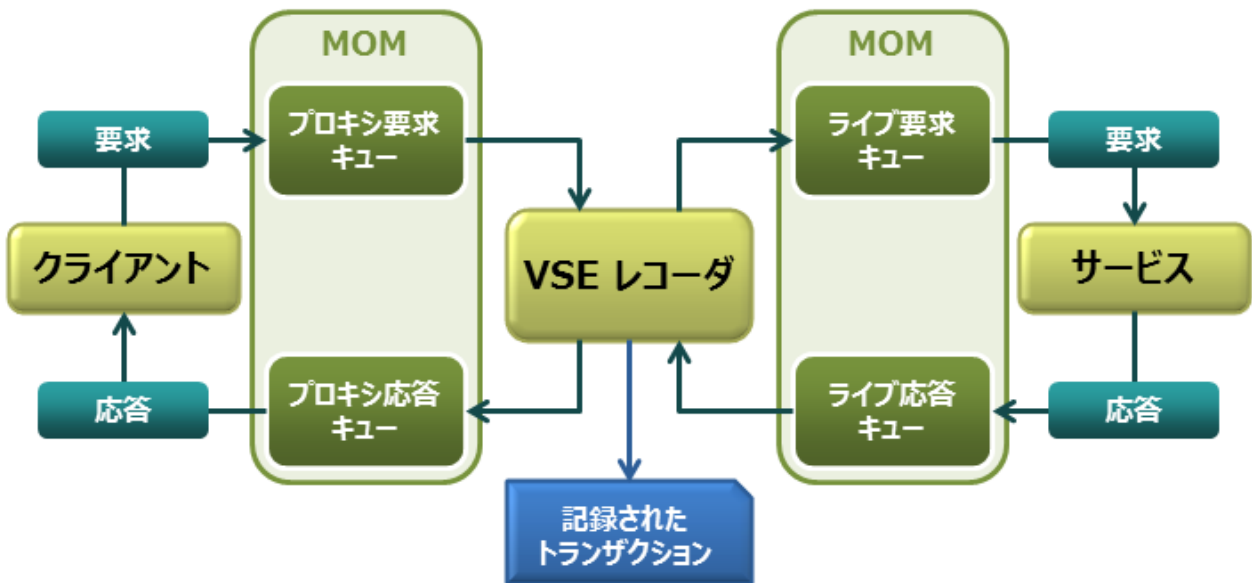 MOM
MOM
要求
プロキシ要求
キュー
ライブ要求
キュー
要求
クライアント
VSE レコーダ
サービス
応答
プロキシ応答
キュー
ライブ応答
キュー
応答
記録された
トランザクション